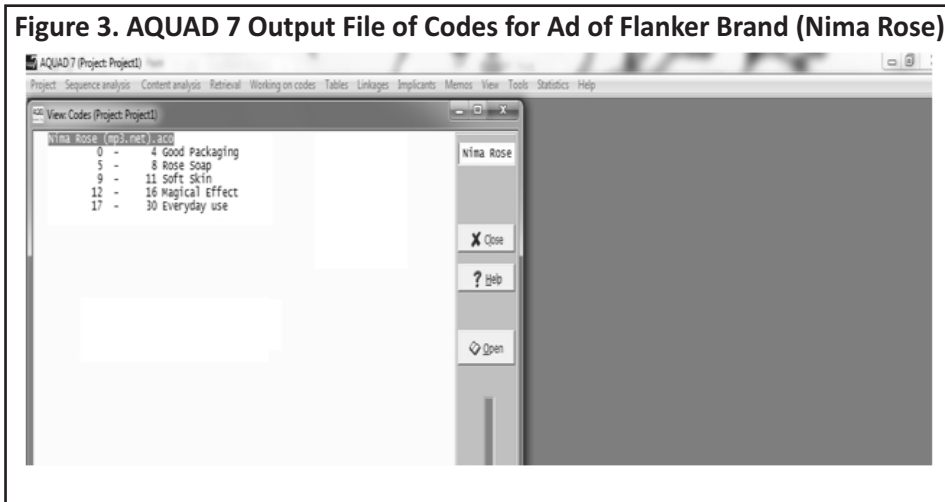 Figure 3. AQUAD 7 Output File of Codes for Ad of Flanker Brand (Nima Rose)
AQUAD 7 (Project: Project1)
Project Sequence analysis Content analysis Retrieval Working on codes Tables Linkages Implicants Memos View Tools Statistics Help
View: Codes (Project: Project1)
Nima Rose (mp3.net).aco
0 - 4 Good Packaging
5 - 8 Rose Soap
9 - 11 Soft Skin
12 - 16 Magical Effect
17 - 30 Everyday use
Nima Rose
X Close
? Help
Open